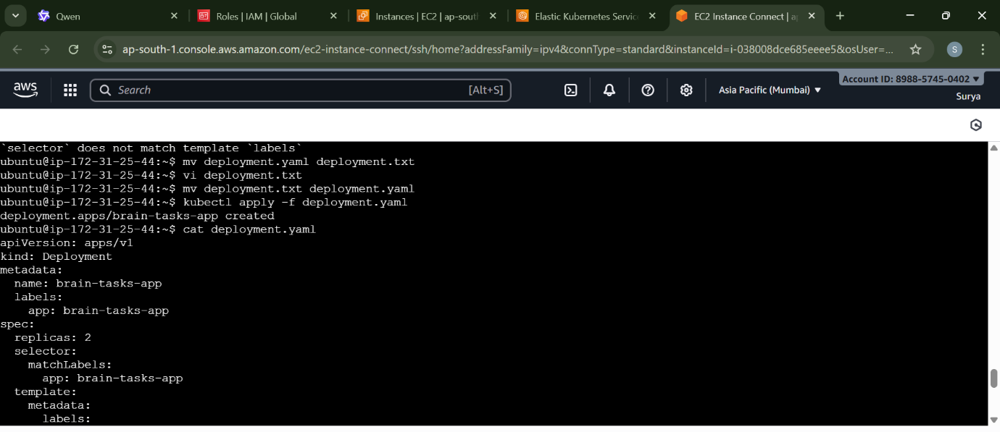 Qwen
Roles | IAM | Global
Instances | EC2 | ap-sout
Elastic Kubernetes Service
EC2 Instance Connect | a
ap-south-1.console.aws.amazon.com/ec2-instance-connect/ssh/home?addressFamily=ipv4&connType=standard&instanceId=i-038008dce685eeee5&osUser=...
S
aws
Search
[Alt+S]
Asia Pacific (Mumbai)
Account ID: 8988-5745-0402
Surya
`selector` does not match template `labels`
ubuntu@ip-172-31-25-44:~$ mv deployment.yaml deployment.txt
ubuntu@ip-172-31-25-44:~$ vi deployment.txt
ubuntu@ip-172-31-25-44:~$ mv deployment.txt deployment.yaml
ubuntu@ip-172-31-25-44:~$ kubectl apply -f deployment.yaml
deployment.apps/brain-tasks-app created
ubuntu@ip-172-31-25-44:~$ cat deployment.yaml
apiVersion: apps/v1
kind: Deployment
metadata:
  name: brain-tasks-app
  labels:
    app: brain-tasks-app
spec:
  replicas: 2
  selector:
    matchLabels:
      app: brain-tasks-app
  template:
    metadata:
      labels: